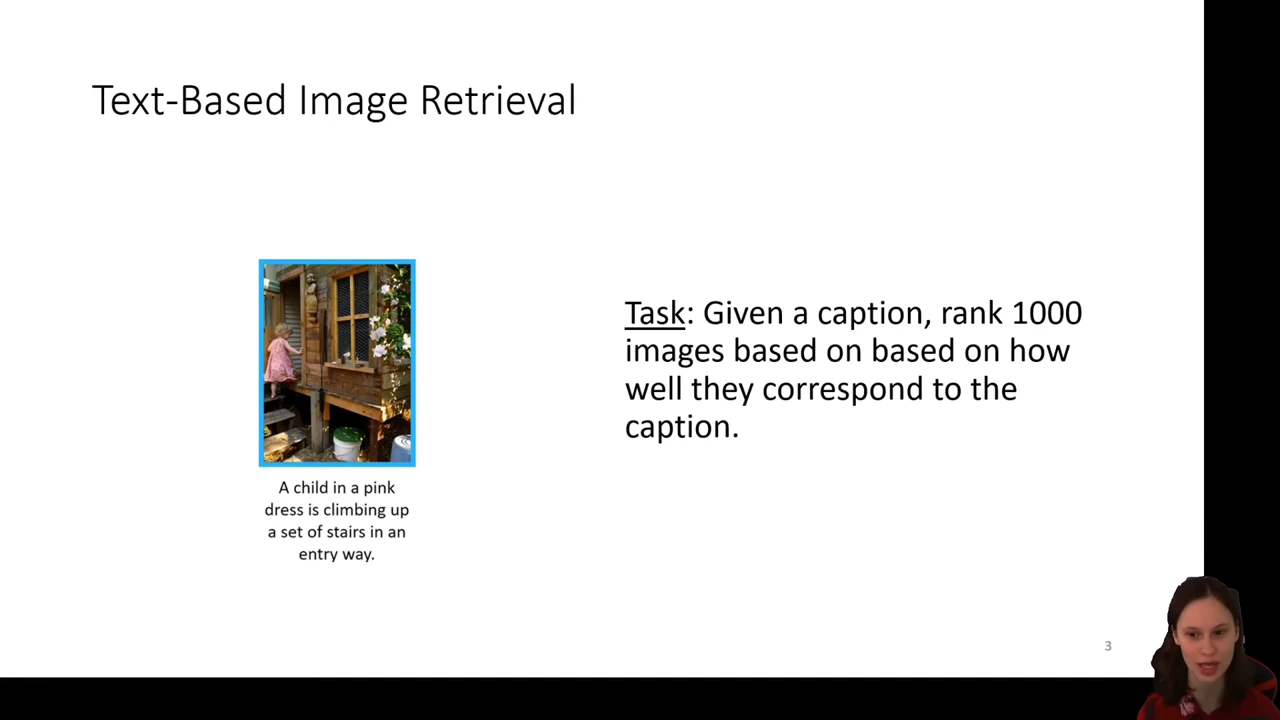 Text-Based Image Retrieval
Task: Given a caption, rank 1000
images based on based on how
well they correspond to the
caption.
A child in a pink
dress is climbing up
a set of stairs in an
entry way.
3